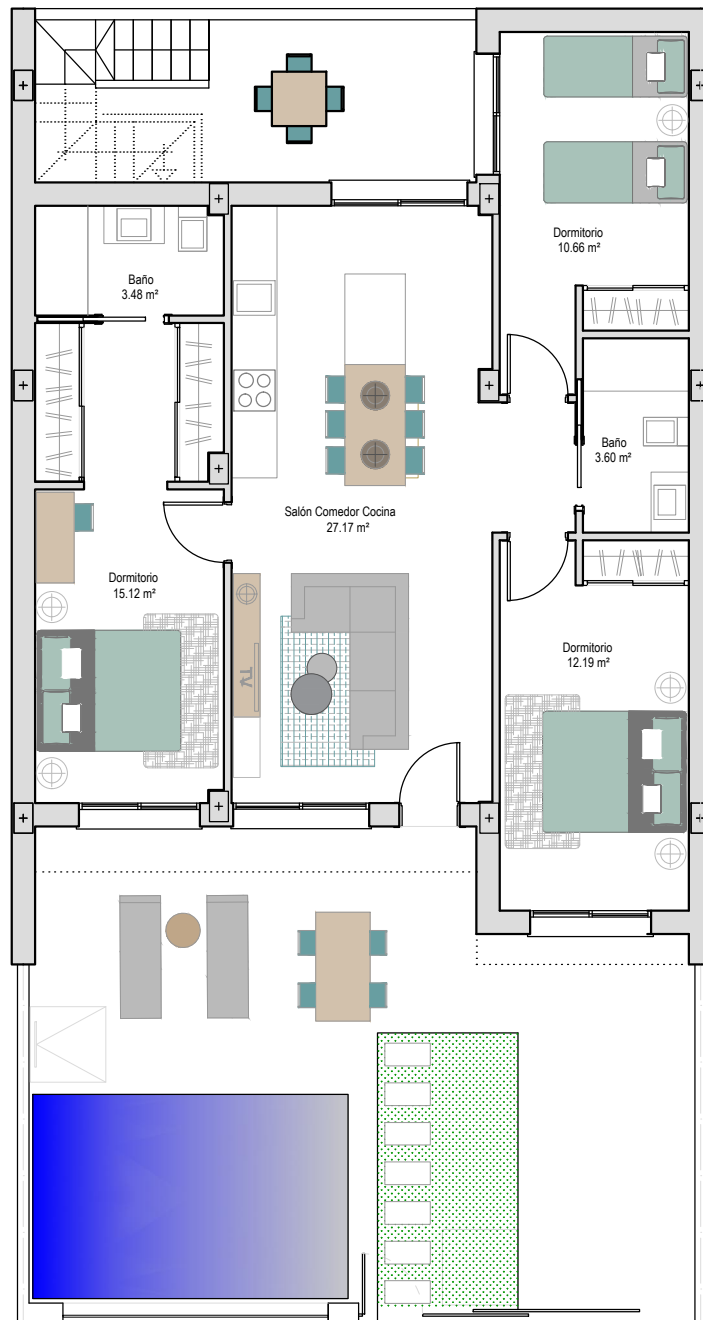 Dormitorio
10.66 m²
Baño
3.48 m²
Baño
3.60 m²
Salón Comedor Cocina
27.17 m²
Dormitorio
15.12 m²
Dormitorio
12.19 m²
TV